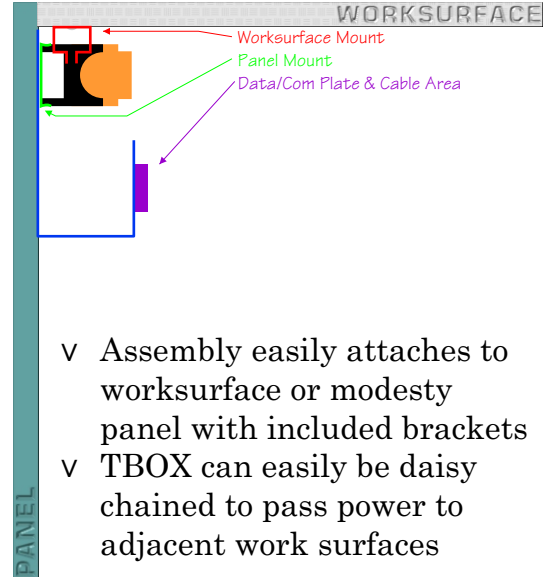 WORKSURFACE
Worksurface Mount
Panel Mount
Data/Com Plate & Cable Area
v Assembly easily attaches to
worksurface or modesty
panel with included brackets
v TBOX can easily be daisy
chained to pass power to
adjacent work surfaces
PANEL